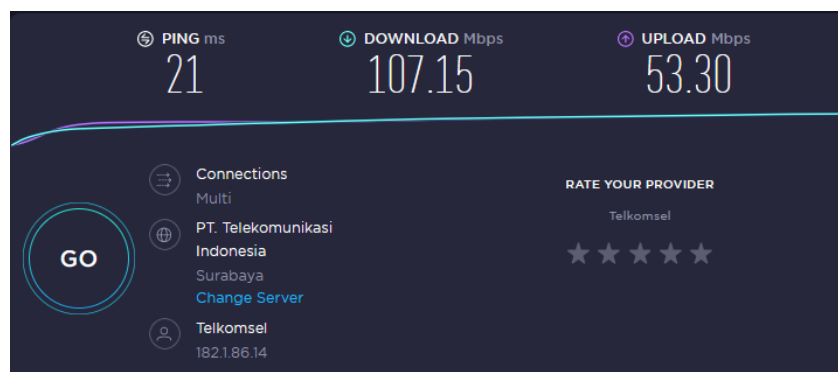 PING ms
21
DOWNLOAD Mbps
107.15
UPLOAD Mbps
53.30
GO
Connections
Multi
PT. Telekomunikasi
Indonesia
Surabaya
Change Server
Telkomsel
182.1.86.14
RATE YOUR PROVIDER
Telkomsel